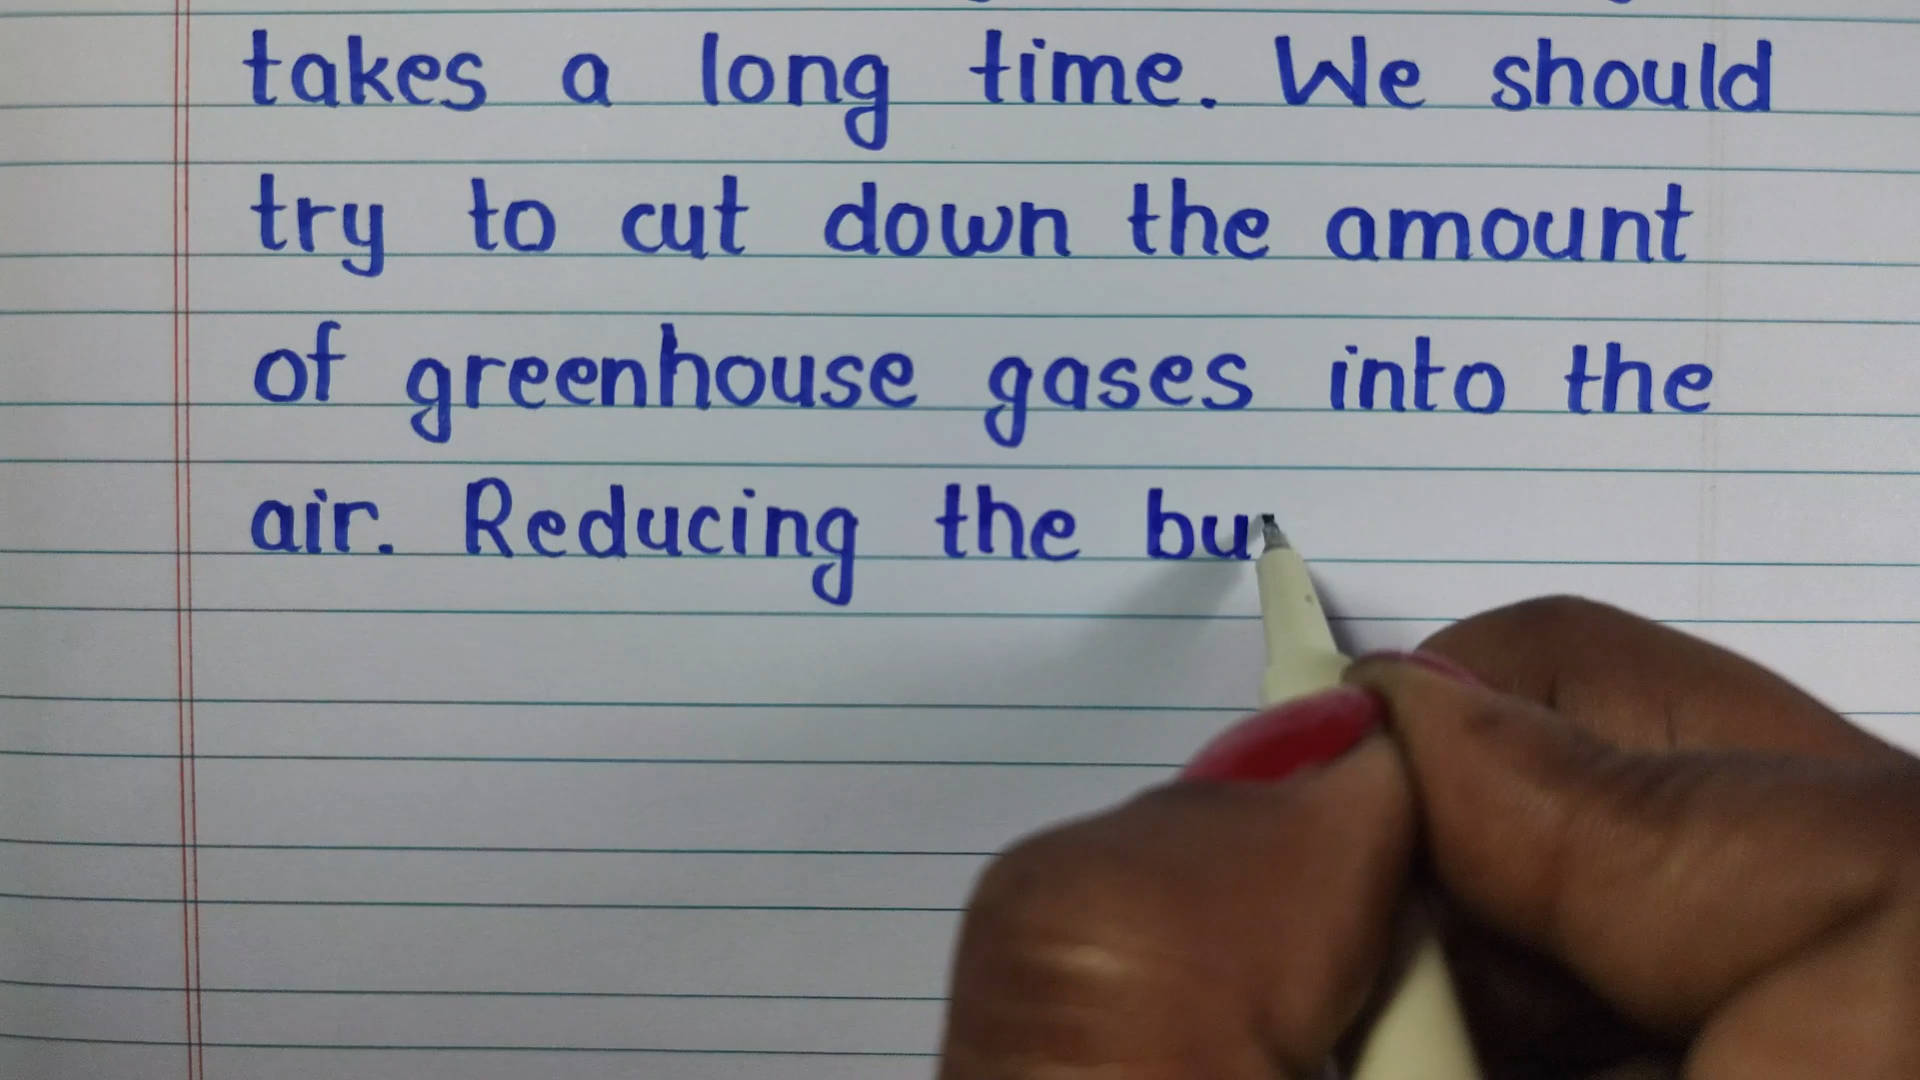 takes a long time. We should
try to cut down the amount
of greenhouse gases into the
air. Reducing the bu